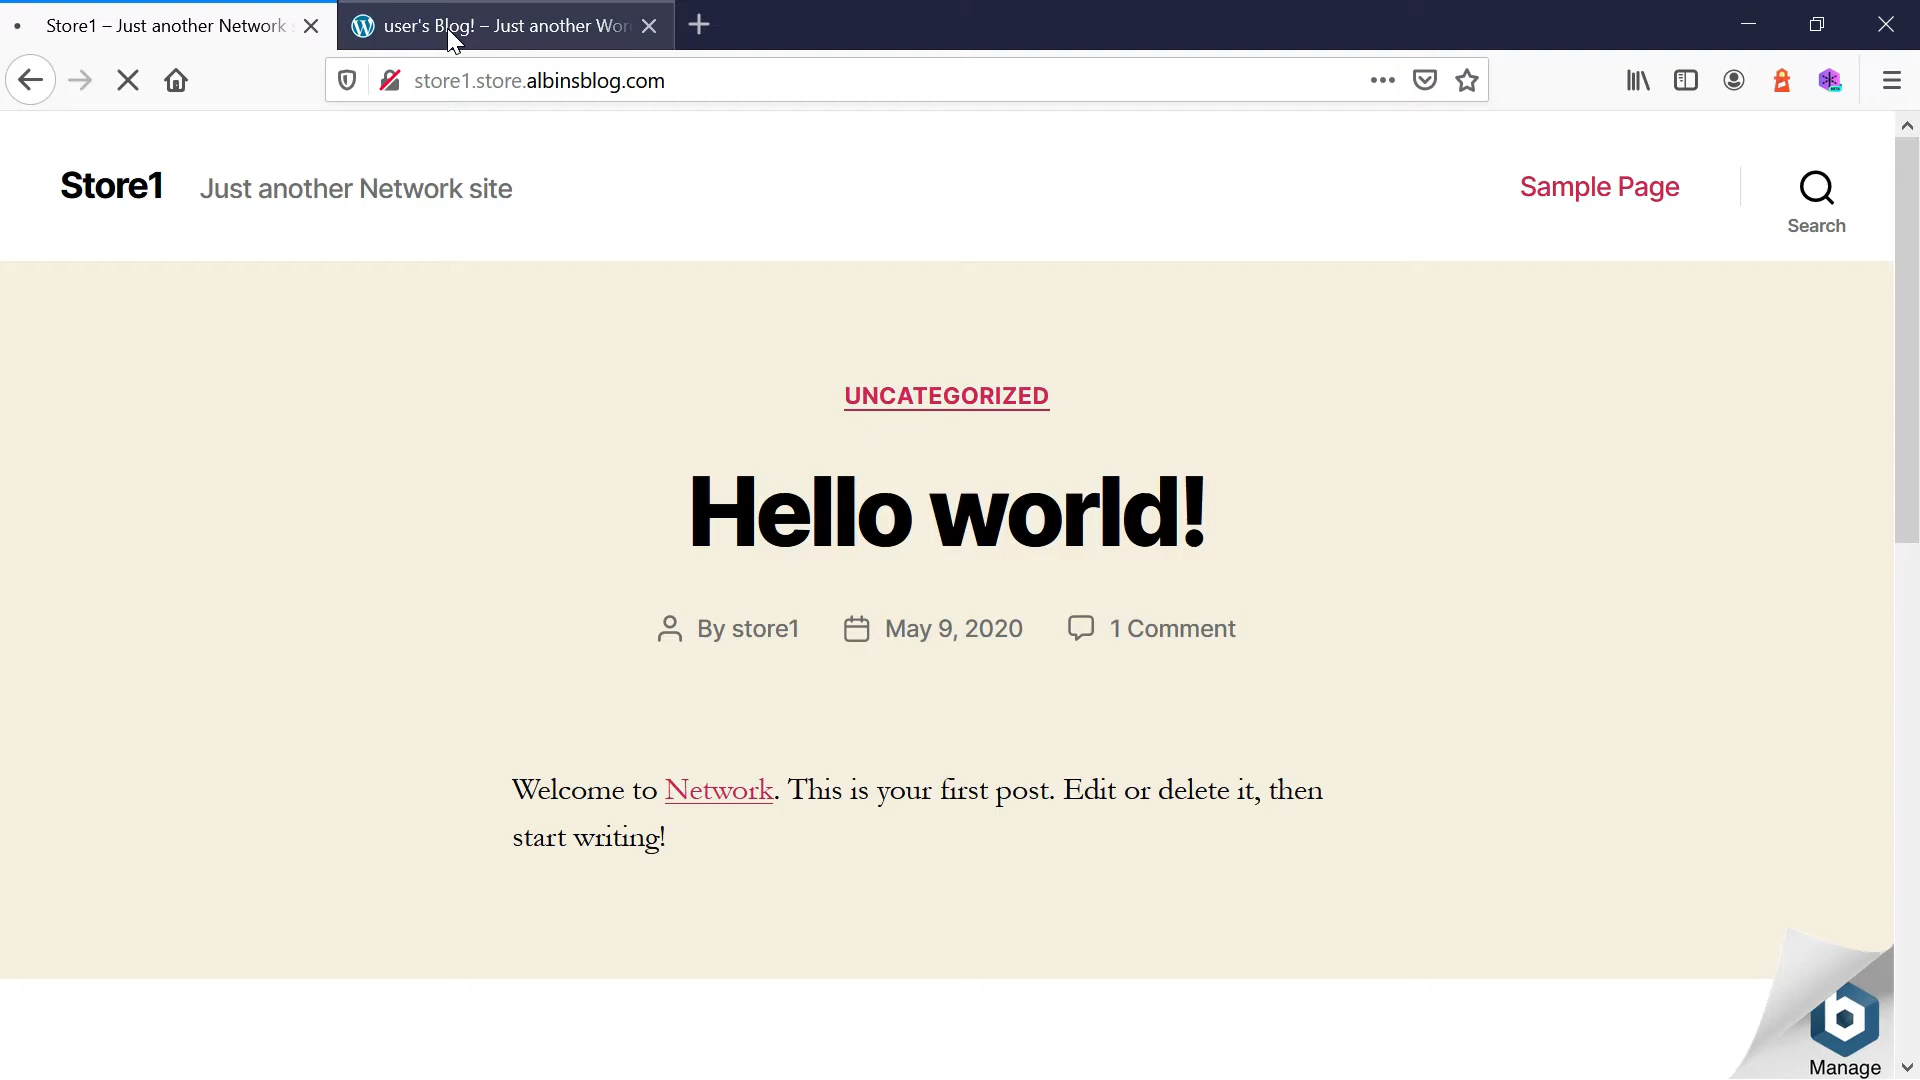 Store1 – Just another Network
user's Blog! – Just another Wor
store1.store.albinsblog.com
Store1
Just another Network site
Sample Page
Search
UNCATEGORIZED
Hello world!
By store1
May 9, 2020
1 Comment
Welcome to Network. This is your first post. Edit or delete it, then
start writing!
Manage